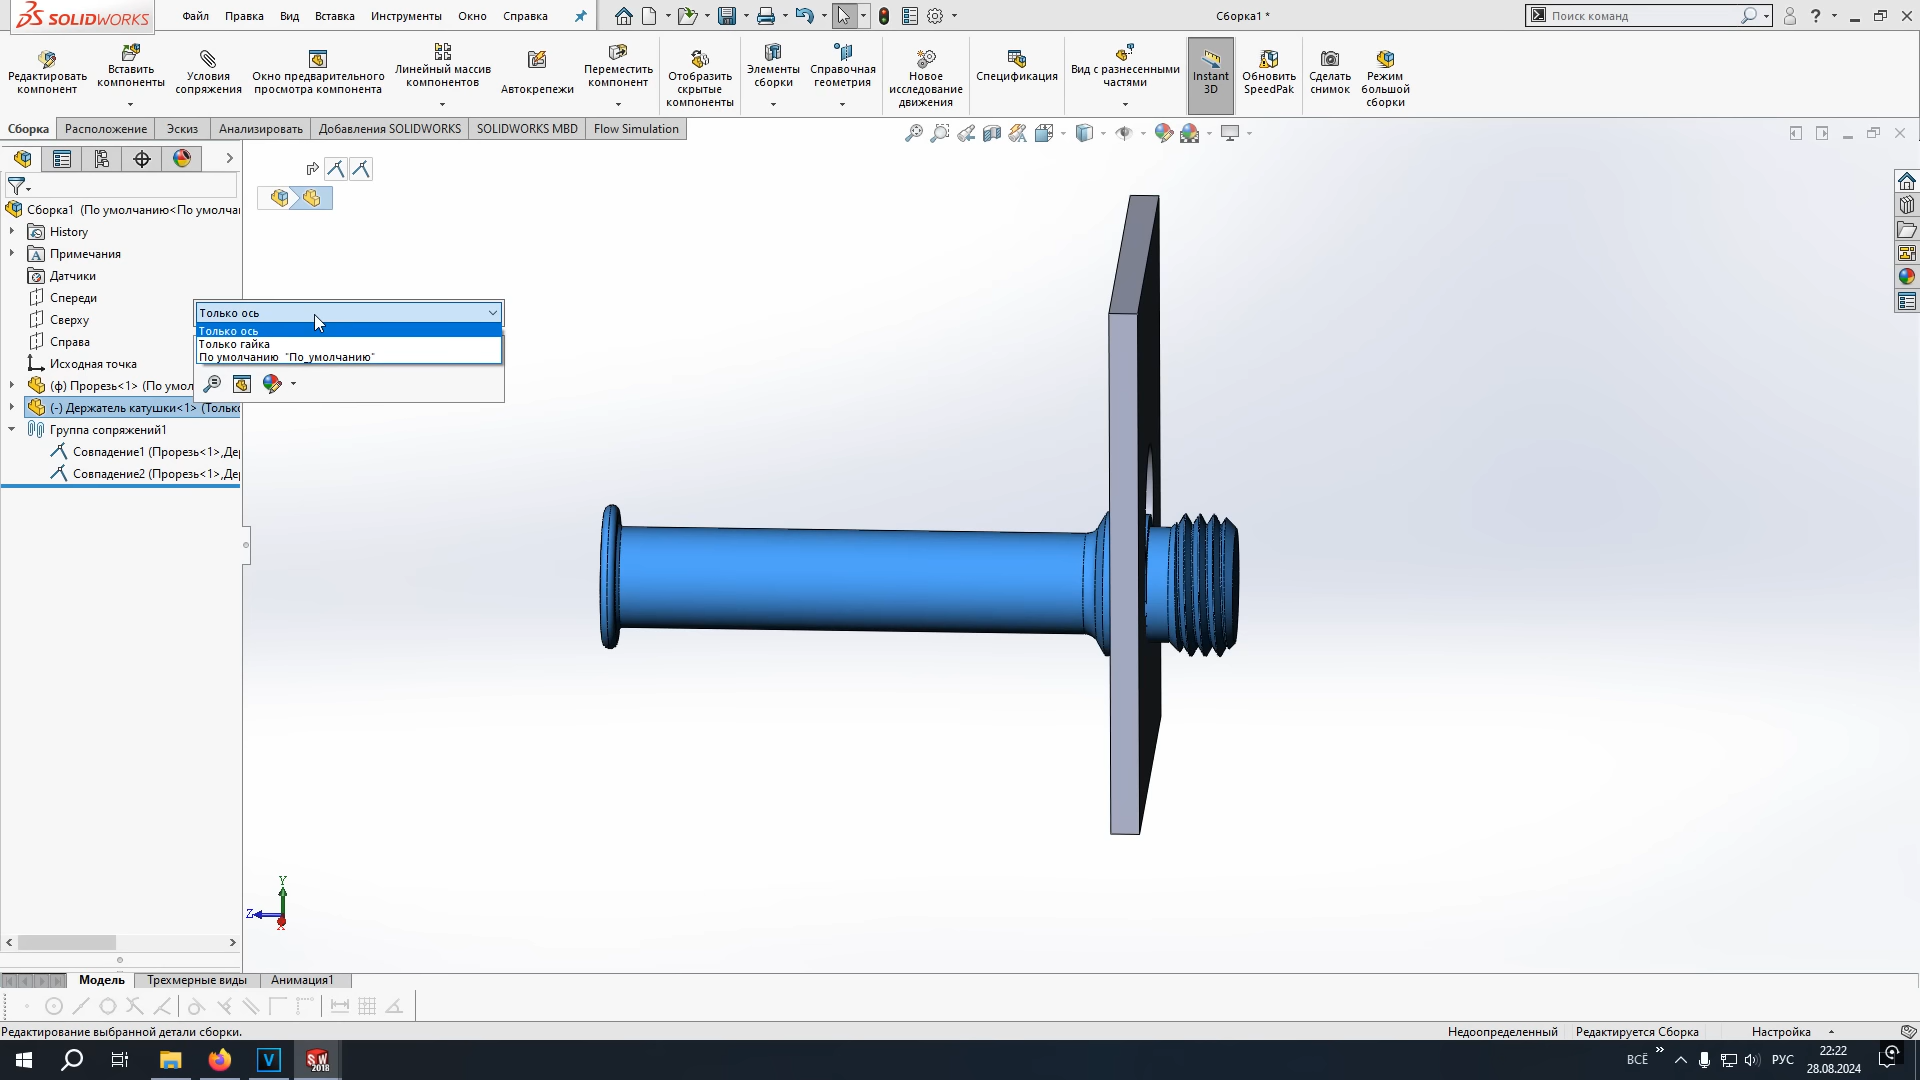 SOLIDWORKS
Файл Правка Вид Вставка Инструменты Окно Справка
Сборка1 *
Поиск команд
Редактировать компонент
Вставить компоненты
Условия сопряжения
Окно предварительного просмотра компонента
Линейный массив компонентов
Автокрепежи
Переместить компонент
Отобразить скрытые компоненты
Элементы сборки
Справочная геометрия
Новое исследование движения
Спецификация
Вид с разнесенными частями
Instant 3D
Обновить SpeedPak
Сделать снимок
Режим большой сборки
Сборка Расположение Эскиз Анализировать Добавления SOLIDWORKS SOLIDWORKS MBD Flow Simulation
Сборка1 (По умолчанию<По умолча
History
Примечания
Датчики
Спереди
Сверху
Справа
Исходная точка
(ф) Прорезь<1> (По умол
(-) Держатель катушки<1> (Только
Группа сопряжений1
Совпадение1 (Прорезь<1>,Де
Совпадение2 (Прорезь<1>,Де
Только ось
Только ось
Только гайка
По умолчанию "По_умолчанию"
Y
Z
X
Модель Трехмерные виды Анимация1
Редактирование выбранной детали сборки.
Недоопределенный Редактируется Сборка Настройка
V
SW 2018
ВСЁ
РУС
22:22
28.08.2024